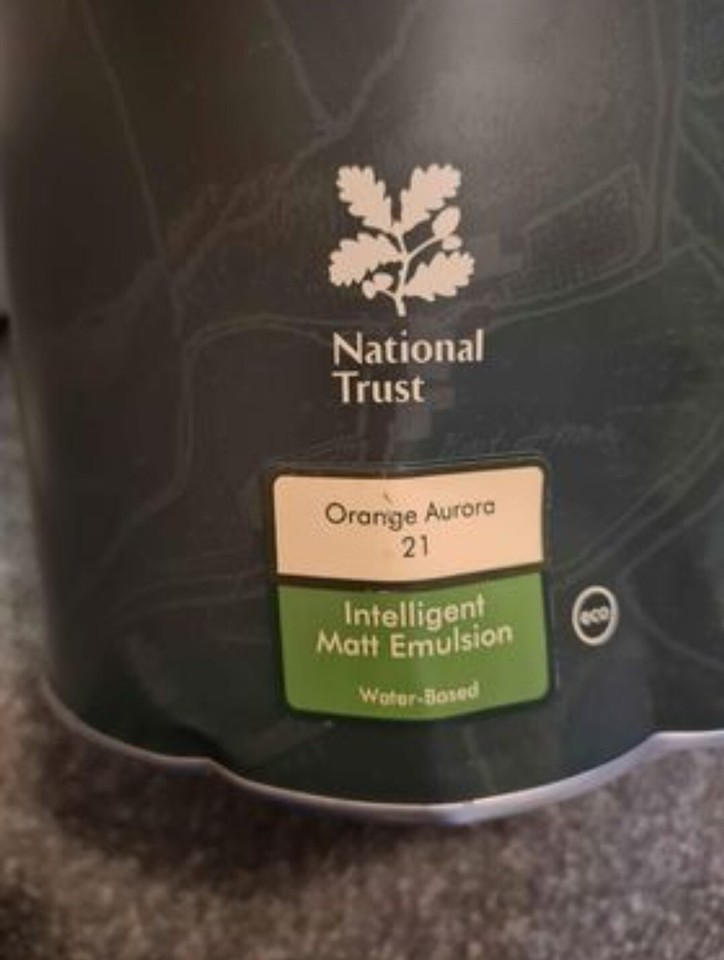 National
Trust
Orange Aurora
21
Intelligent
Matt Emulsion
eco
Water-Based